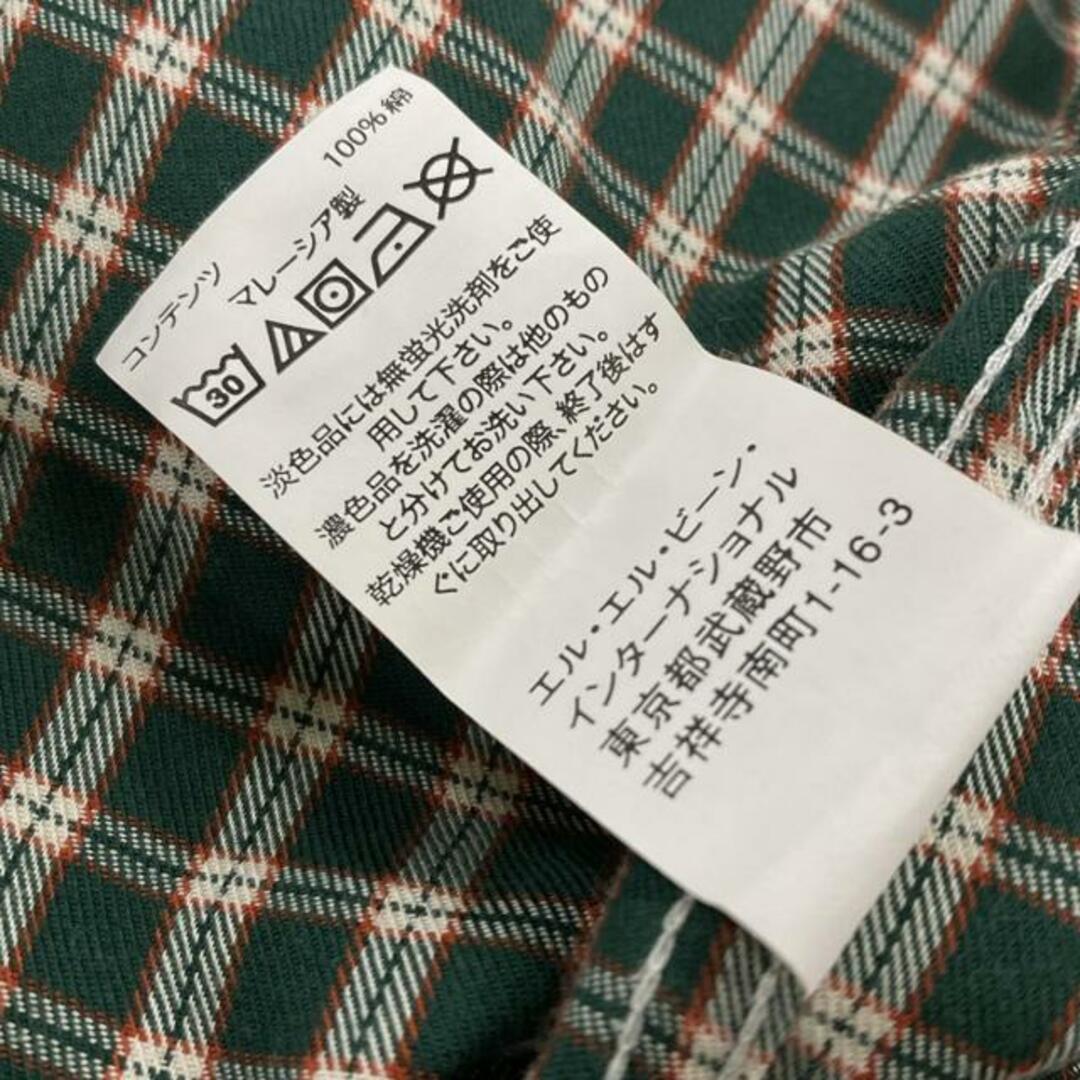 コンテンツ 100%綿
マレーシア製
30
淡色品には無蛍光洗剤をご使
用して下さい。
濃色品を洗濯の際は他のもの
と分けてお洗い下さい。
乾燥機ご使用の際、終了後はす
ぐに取り出してください。
エル・エル・ビーン・
インターナショナル
東京都武蔵野市
吉祥寺南町1-16-3